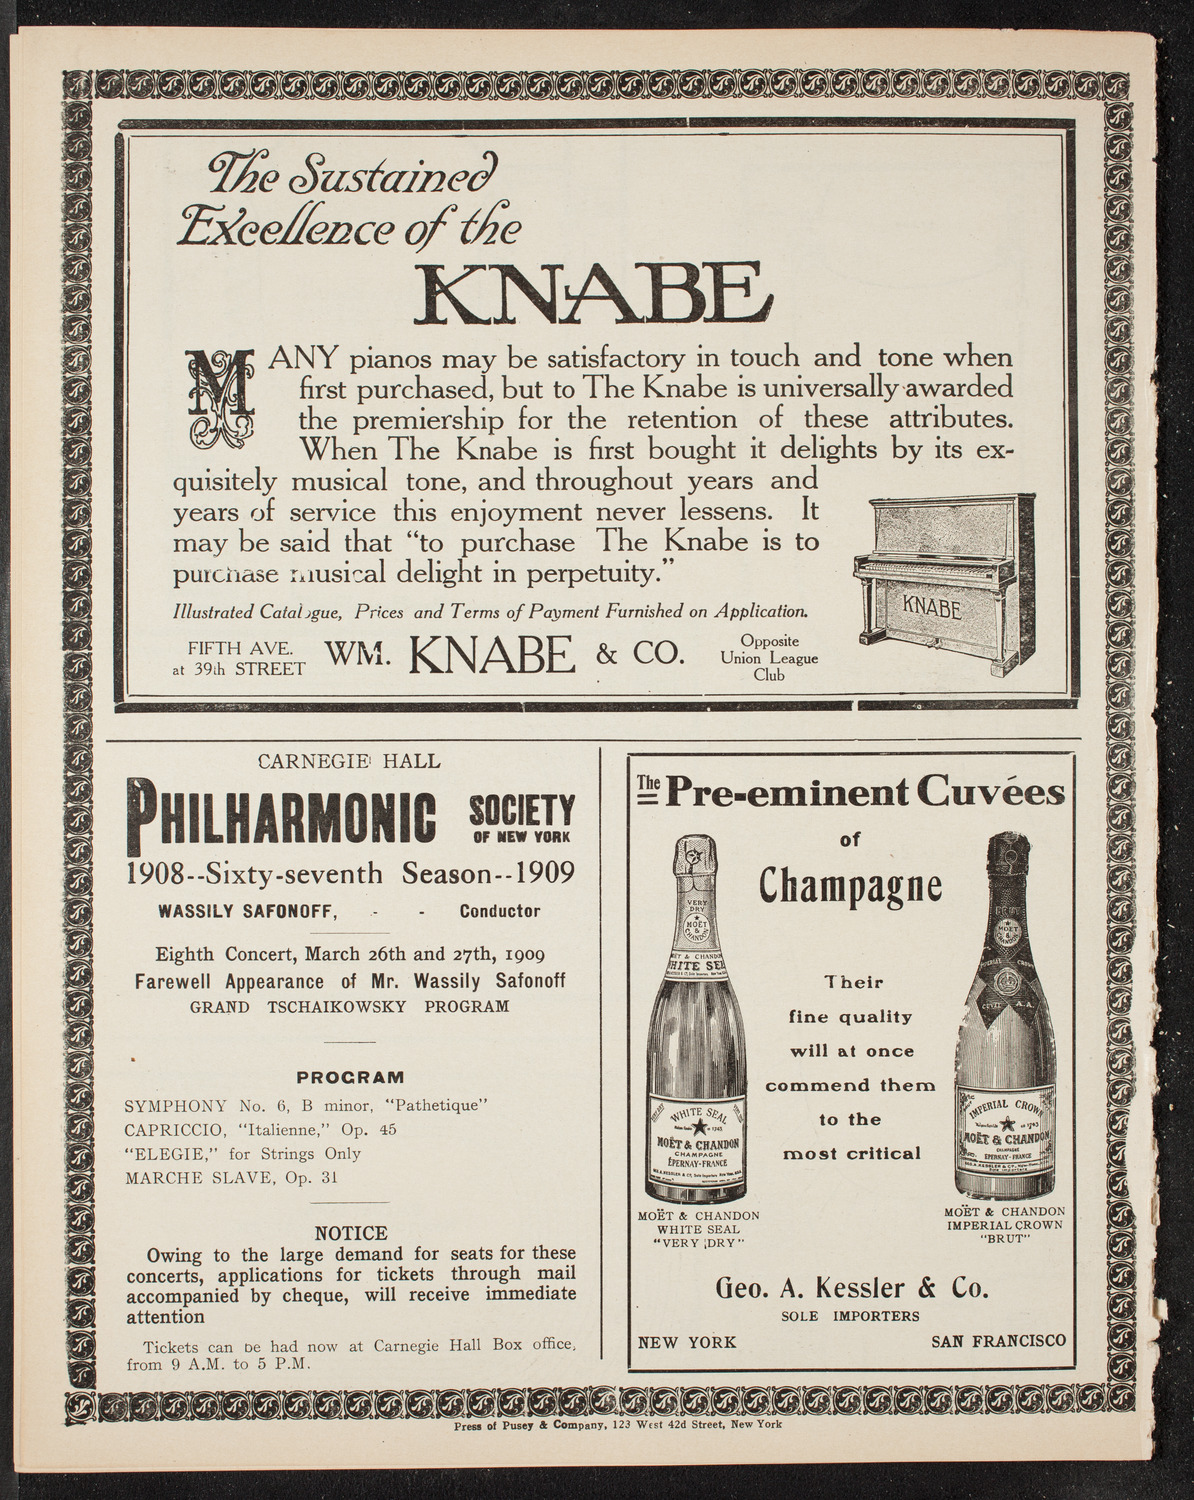 The Sustained
Excellence of the
KNABE
MANY pianos may be satisfactory in touch and tone when
first purchased, but to The Knabe is universally awarded
the premiership for the retention of these attributes.
When The Knabe is first bought it delights by its ex-
quisitely musical tone, and throughout years and
years of service this enjoyment never lessens. It
may be said that “to purchase The Knabe is to
purchase musical delight in perpetuity.”
KNABE
Illustrated Catalogue, Prices and Terms of Payment Furnished on Application.
FIFTH AVE.
at 39th STREET
WM. KNABE & CO.
Opposite
Union League
Club
CARNEGIE HALL
PHILHARMONIC SOCIETY
OF NEW YORK
1908--Sixty-seventh Season--1909
WASSILY SAFONOFF, - - Conductor
Eighth Concert, March 26th and 27th, 1909
Farewell Appearance of Mr. Wassily Safonoff
GRAND TSCHAIKOWSKY PROGRAM
PROGRAM
SYMPHONY No. 6, B minor, “Pathetique”
CAPRICCIO, “Italienne,” Op. 45
“ELEGIE,” for Strings Only
MARCHE SLAVE, Op. 31
NOTICE
Owing to the large demand for seats for these
concerts, applications for tickets through mail
accompanied by cheque, will receive immediate
attention
Tickets can be had now at Carnegie Hall Box office,
from 9 A.M. to 5 P.M.
The Pre-eminent Cuvées
of
Champagne
Their
fine quality
will at once
commend them
to the
most critical
VERY
DRY
MOËT
&
CHANDON
WHITE SEAL
MOËT & CHANDON
CHAMPAGNE
ÉPERNAY-FRANCE
BRUT
MOËT
&
CHANDON
IMPERIAL CROWN
MOËT & CHANDON
CHAMPAGNE
ÉPERNAY-FRANCE
MOËT & CHANDON
WHITE SEAL
“VERY DRY”
MOËT & CHANDON
IMPERIAL CROWN
“BRUT”
Geo. A. Kessler & Co.
SOLE IMPORTERS
NEW YORK
SAN FRANCISCO
Press of Pusey & Company, 123 West 42d Street, New York